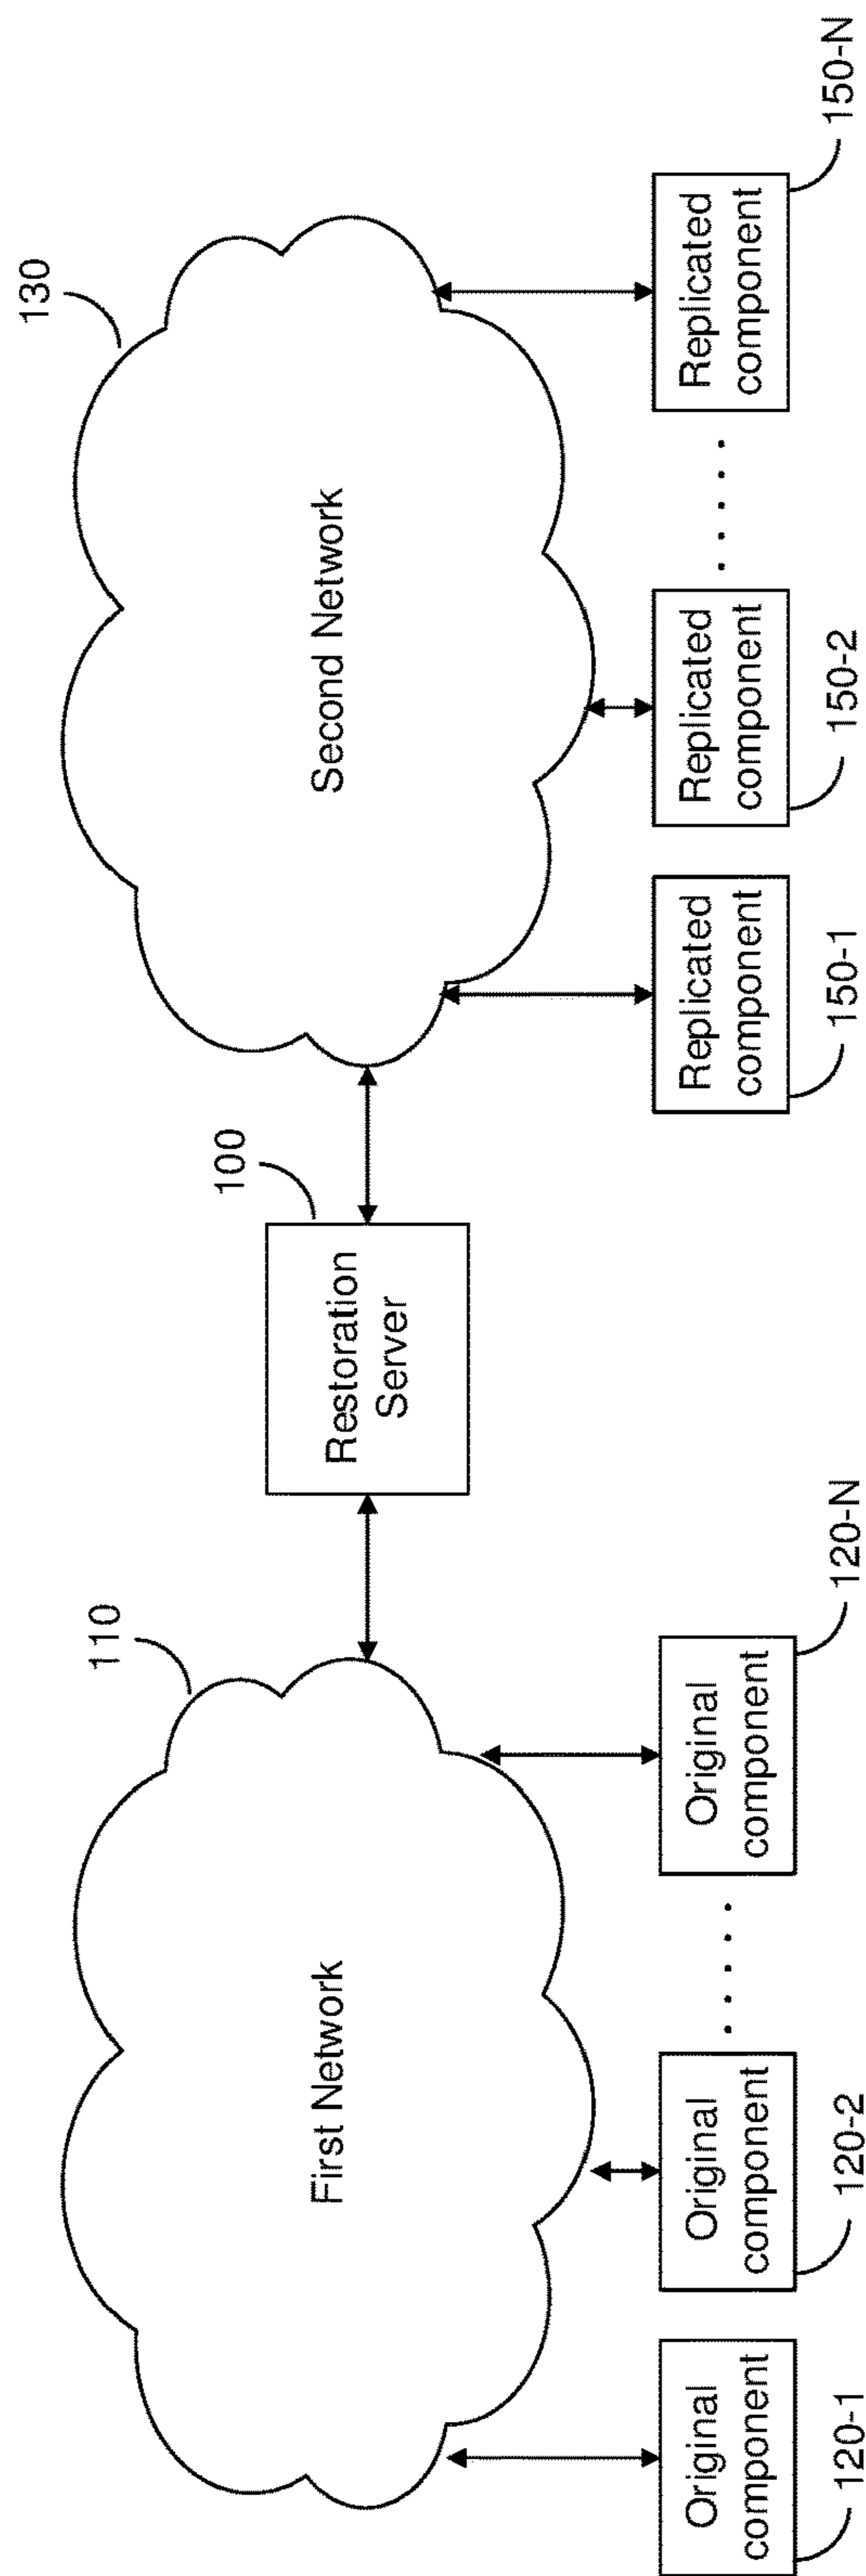 110
130
100
First Network
Restoration
Server
Second Network
Original
component
Original
component
. . . . .
Original
component
Replicated
component
Replicated
component
. . . . .
Replicated
component
120-1
120-2
120-N
150-1
150-2
150-N